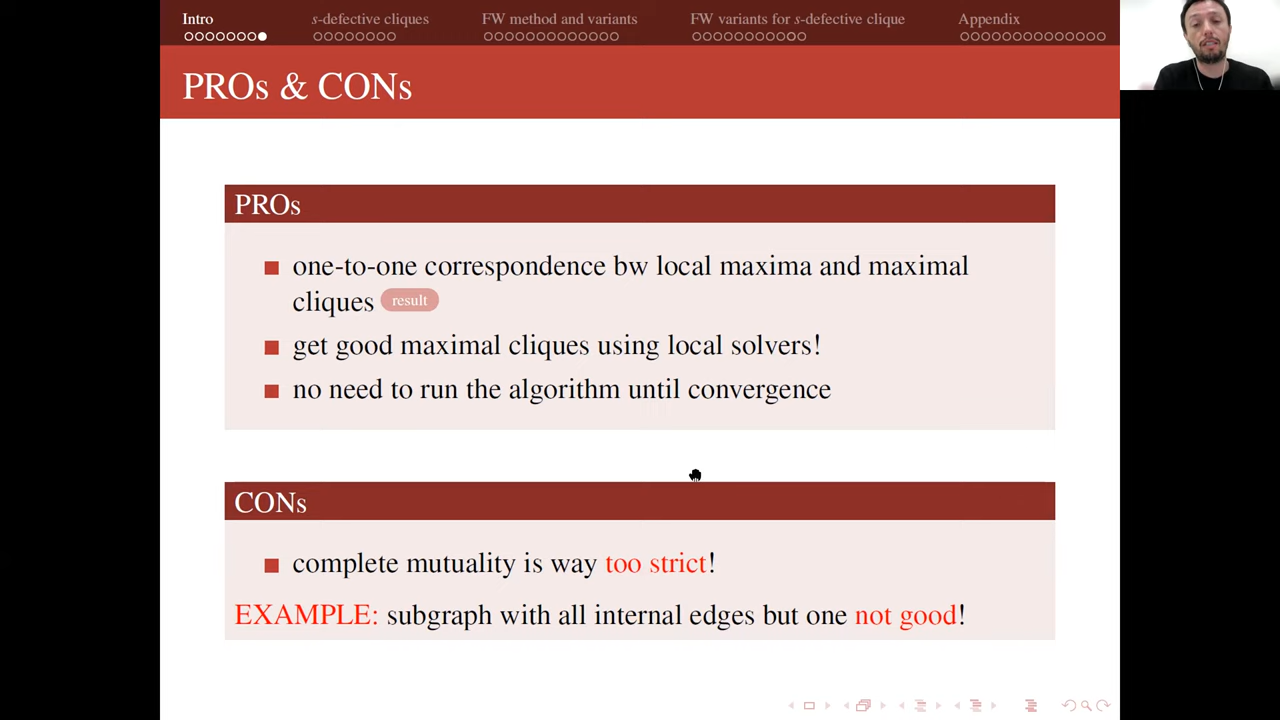 Intro
s-defective cliques
FW method and variants
FW variants for s-defective clique
Appendix
PROs & CONs
PROs
one-to-one correspondence bw local maxima and maximal
cliques result
get good maximal cliques using local solvers!
no need to run the algorithm until convergence
CONs
complete mutuality is way too strict!
EXAMPLE: subgraph with all internal edges but one not good!